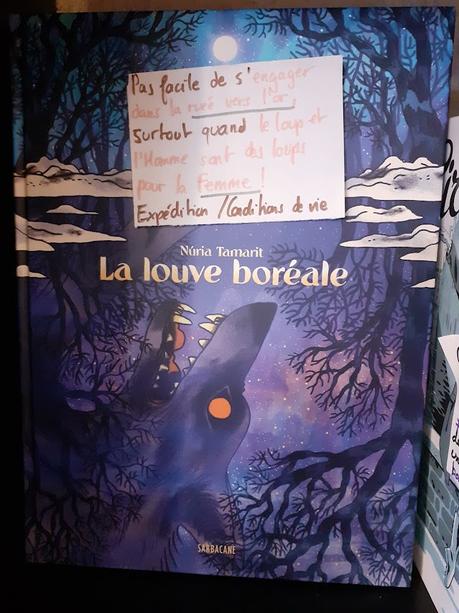 Pas facile de s'engager
dans la ruée vers l'or,
surtout quand le loup et
l'Homme sont des loups
pour la Femme !
Expédition / Conditions de vie
Núria Tamarit
La louve boréale
SARBACANE